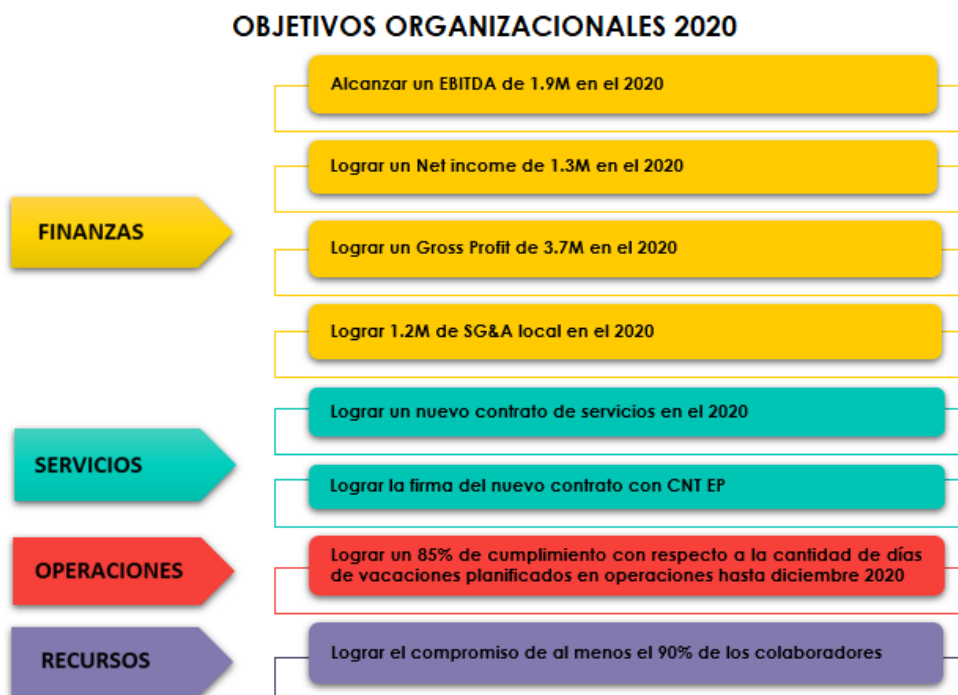 OBJETIVOS ORGANIZACIONALES 2020
FINANZAS
Alcanzar un EBITDA de 1.9M en el 2020
Lograr un Net income de 1.3M en el 2020
Lograr un Gross Profit de 3.7M en el 2020
Lograr 1.2M de SG&A local en el 2020
SERVICIOS
Lograr un nuevo contrato de servicios en el 2020
Lograr la firma del nuevo contrato con CNT EP
OPERACIONES
Lograr un 85% de cumplimiento con respecto a la cantidad de días
de vacaciones planificados en operaciones hasta diciembre 2020
RECURSOS
Lograr el compromiso de al menos el 90% de los colaboradores